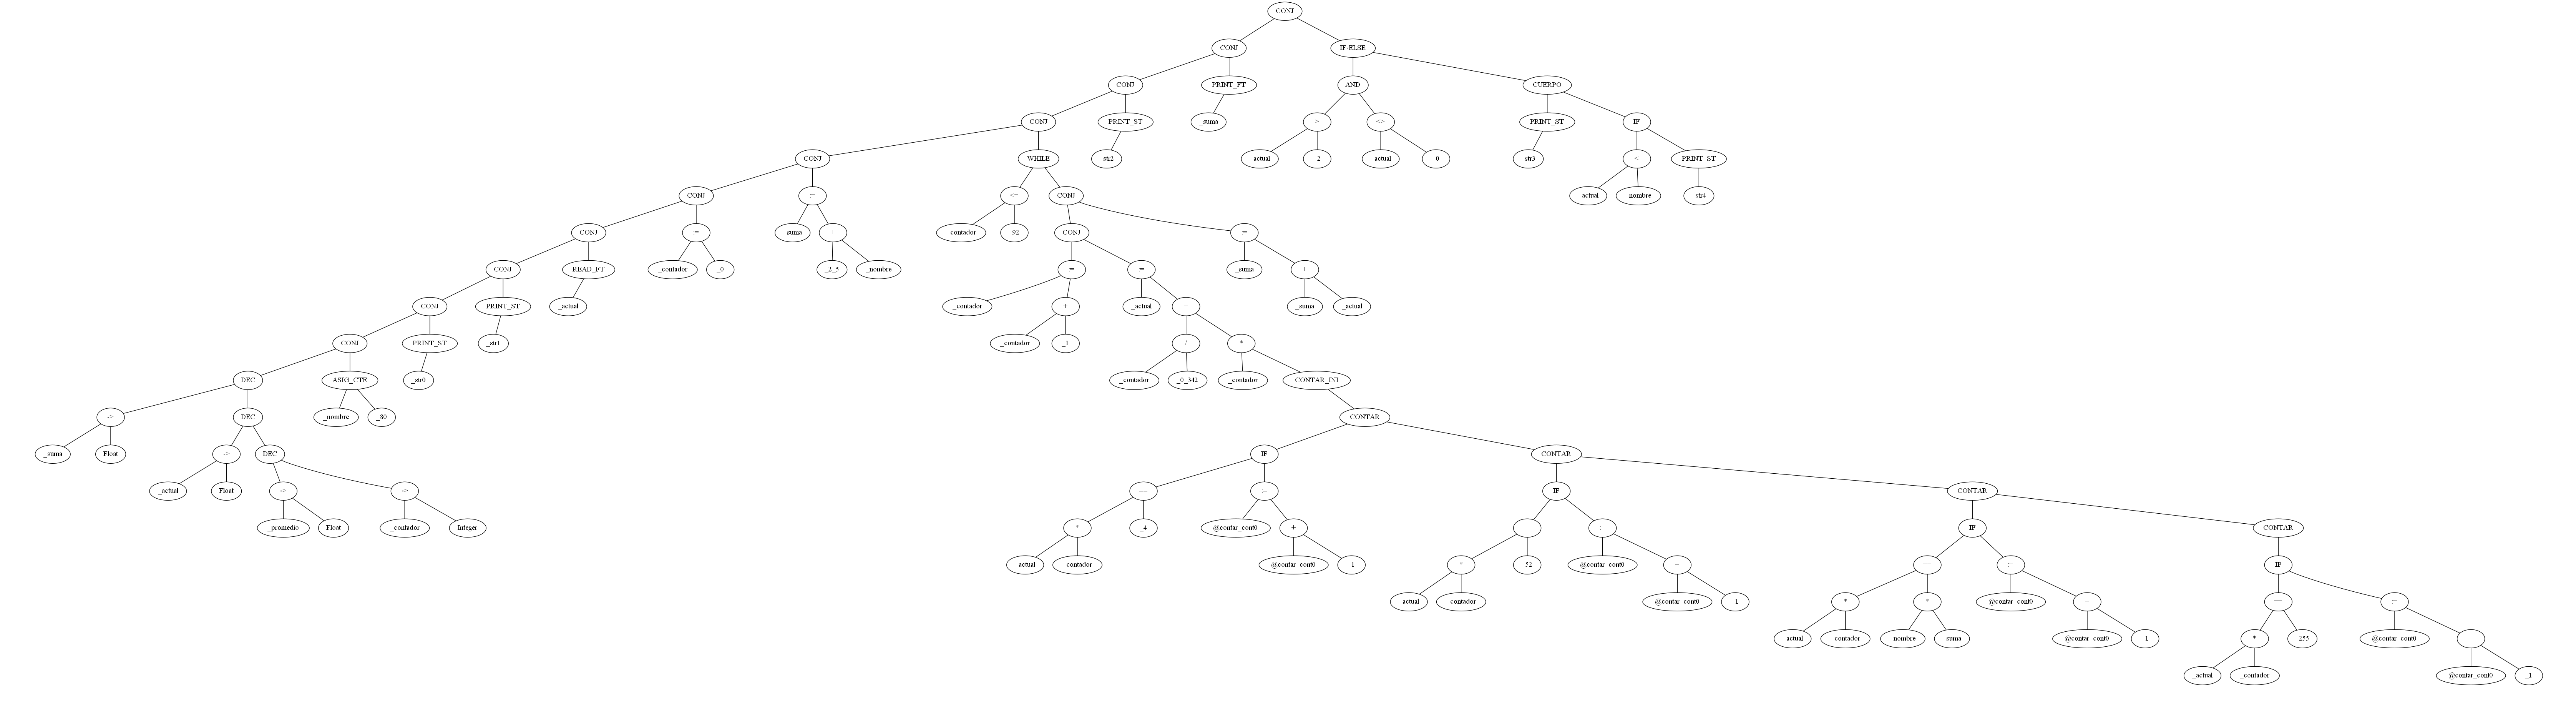 CONJ
CONJ IF-ELSE
CONJ PRINT_FT AND CUERPO
CONJ PRINT_ST _suma > <> PRINT_ST IF
CONJ WHILE _str2 _actual _2 _actual _0 _str3 < PRINT_ST
CONJ := <= CONJ _actual _nombre _str4
CONJ := _suma + _contador _92 CONJ :=
CONJ READ_FT _contador _0 _2_5 _nombre := := _suma +
CONJ PRINT_ST _actual _contador + _actual + _suma _actual
CONJ PRINT_ST _str1 _contador _1 / *
DEC ASIG_CTE _str0 _contador _0_342 _contador CONTAR_INI
-> DEC _nombre _80 CONTAR
_suma Float -> DEC IF CONTAR
_actual Float -> -> == := IF CONTAR
_promedio Float _contador Integer * _4 @contar_cont0 + == := IF CONTAR
_actual _contador @contar_cont0 _1 * _52 @contar_cont0 + == := IF
_actual _contador @contar_cont0 _1 * * @contar_cont0 + == :=
_actual _contador _nombre _suma @contar_cont0 _1 * _255 @contar_cont0 +
_actual _contador @contar_cont0 _1